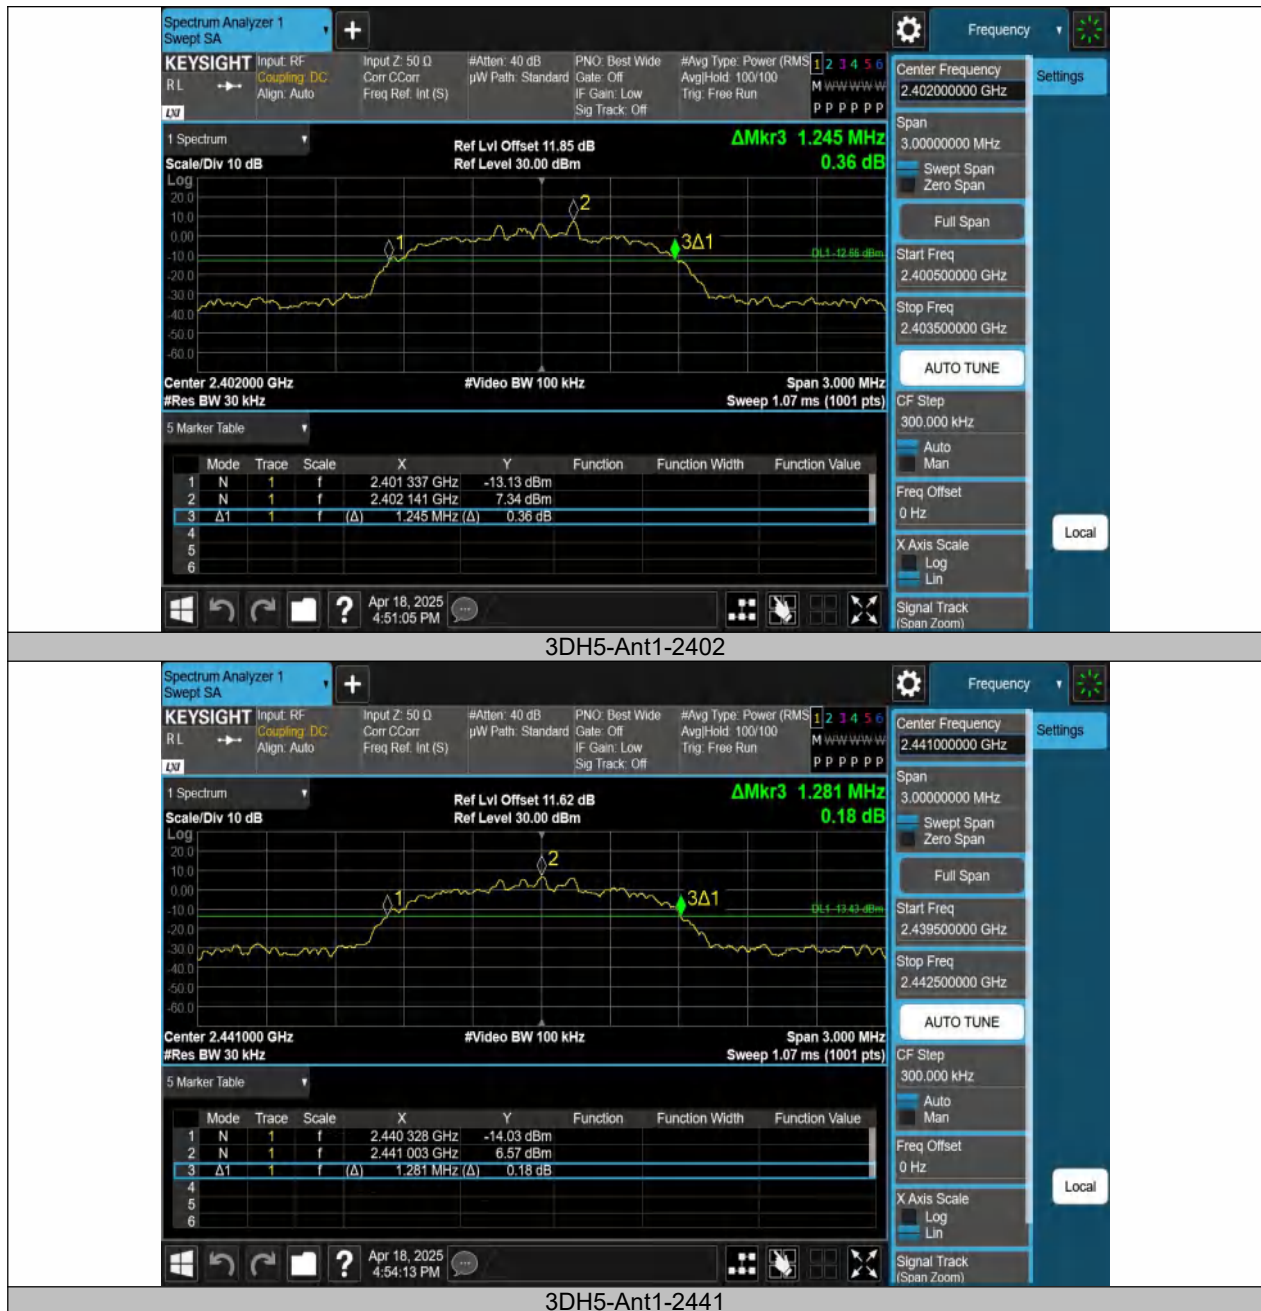 Spectrum Analyzer 1
Swept SA
+
Frequency
KEYSIGHT
RL
LXI
Input: RF
Coupling: DC
Align: Auto
Input Z: 50 Ω
Corr CCorr
Freq Ref: Int (S)
#Atten: 40 dB
µW Path: Standard
PNO: Best Wide
Gate: Off
IF Gain: Low
Sig Track: Off
#Avg Type: Power (RMS
Avg|Hold: 100/100
Trig: Free Run
1 2 3 4 5 6
M W W W W W
P P P P P P
1 Spectrum
Scale/Div 10 dB
Ref Lvl Offset 11.85 dB
Ref Level 30.00 dBm
ΔMkr3 1.245 MHz
0.36 dB
Log
20.0
10.0
0.00
-10.0
-20.0
-30.0
-40.0
-50.0
-60.0
1
2
3Δ1
DL1 -12.66 dBm
Center 2.402000 GHz
#Video BW 100 kHz
Span 3.000 MHz
#Res BW 30 kHz
Sweep 1.07 ms (1001 pts)
5 Marker Table
Mode Trace Scale X Y Function Function Width Function Value
1 N 1 f 2.401 337 GHz -13.13 dBm
2 N 1 f 2.402 141 GHz 7.34 dBm
3 Δ1 1 f (Δ) 1.245 MHz (Δ) 0.36 dB
4
5
6
?
Apr 18, 2025
4:51:05 PM
Center Frequency
2.402000000 GHz
Settings
Span
3.00000000 MHz
Swept Span
Zero Span
Full Span
Start Freq
2.400500000 GHz
Stop Freq
2.403500000 GHz
AUTO TUNE
CF Step
300.000 kHz
Auto
Man
Freq Offset
0 Hz
Local
X Axis Scale
Log
Lin
Signal Track
(Span Zoom)
3DH5-Ant1-2402
Spectrum Analyzer 1
Swept SA
+
Frequency
KEYSIGHT
RL
LXI
Input: RF
Coupling: DC
Align: Auto
Input Z: 50 Ω
Corr CCorr
Freq Ref: Int (S)
#Atten: 40 dB
µW Path: Standard
PNO: Best Wide
Gate: Off
IF Gain: Low
Sig Track: Off
#Avg Type: Power (RMS
Avg|Hold: 100/100
Trig: Free Run
1 2 3 4 5 6
M W W W W W
P P P P P P
1 Spectrum
Scale/Div 10 dB
Ref Lvl Offset 11.62 dB
Ref Level 30.00 dBm
ΔMkr3 1.281 MHz
0.18 dB
Log
20.0
10.0
0.00
-10.0
-20.0
-30.0
-40.0
-50.0
-60.0
1
2
3Δ1
DL1 -13.43 dBm
Center 2.441000 GHz
#Video BW 100 kHz
Span 3.000 MHz
#Res BW 30 kHz
Sweep 1.07 ms (1001 pts)
5 Marker Table
Mode Trace Scale X Y Function Function Width Function Value
1 N 1 f 2.440 328 GHz -14.03 dBm
2 N 1 f 2.441 003 GHz 6.57 dBm
3 Δ1 1 f (Δ) 1.281 MHz (Δ) 0.18 dB
4
5
6
?
Apr 18, 2025
4:54:13 PM
Center Frequency
2.441000000 GHz
Settings
Span
3.00000000 MHz
Swept Span
Zero Span
Full Span
Start Freq
2.439500000 GHz
Stop Freq
2.442500000 GHz
AUTO TUNE
CF Step
300.000 kHz
Auto
Man
Freq Offset
0 Hz
Local
X Axis Scale
Log
Lin
Signal Track
(Span Zoom)
3DH5-Ant1-2441